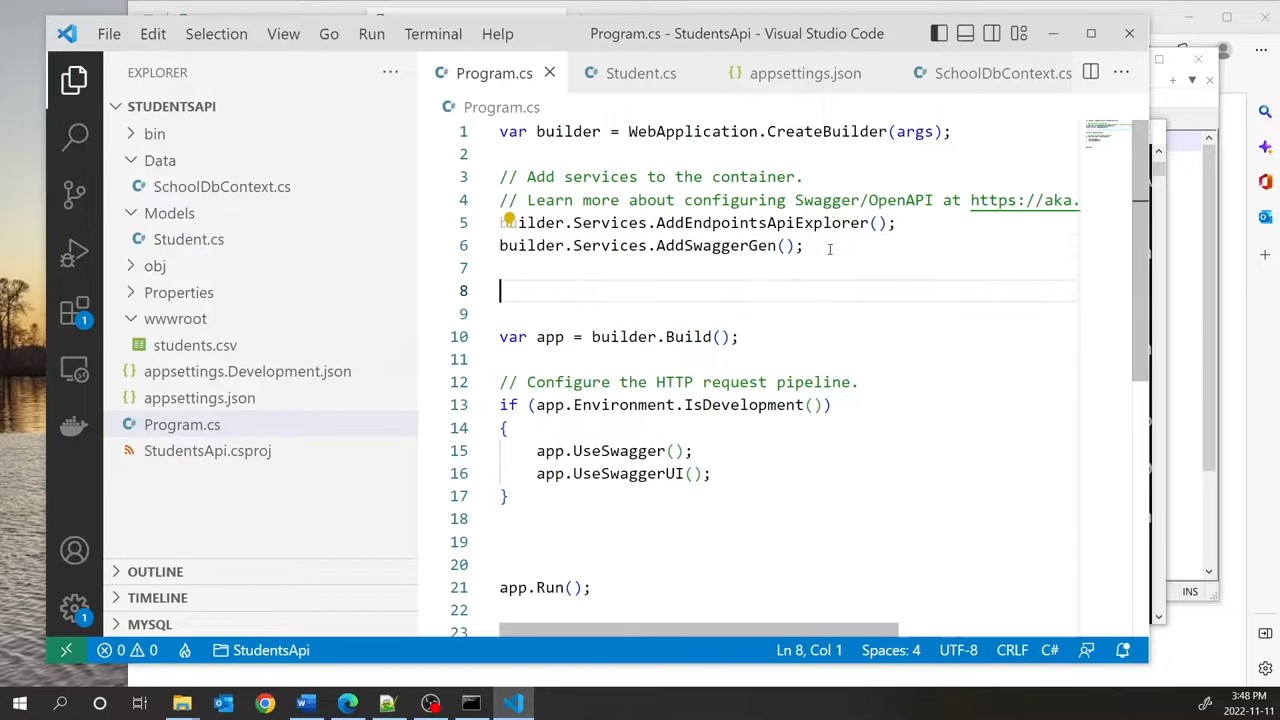 File Edit Selection View Go Run Terminal Help Program.cs - StudentsApi - Visual Studio Code
EXPLORER
STUDENTSAPI
bin
Data
SchoolDbContext.cs
Models
Student.cs
obj
Properties
wwwroot
students.csv
appsettings.Development.json
appsettings.json
Program.cs
StudentsApi.csproj
OUTLINE
TIMELINE
MYSQL
1
1
Program.cs Student.cs appsettings.json SchoolDbContext.cs
Program.cs
1 var builder = WebApplication.CreateBuilder(args);
2
3 // Add services to the container.
4 // Learn more about configuring Swagger/OpenAPI at https://aka.
5 builder.Services.AddEndpointsApiExplorer();
6 builder.Services.AddSwaggerGen();
7
8
9
10 var app = builder.Build();
11
12 // Configure the HTTP request pipeline.
13 if (app.Environment.IsDevelopment())
14 {
15 app.UseSwagger();
16 app.UseSwaggerUI();
17 }
18
19
20
21 app.Run();
22
23
INS
0 0 StudentsApi Ln 8, Col 1 Spaces: 4 UTF-8 CRLF C#
3:48 PM
2022-11-11